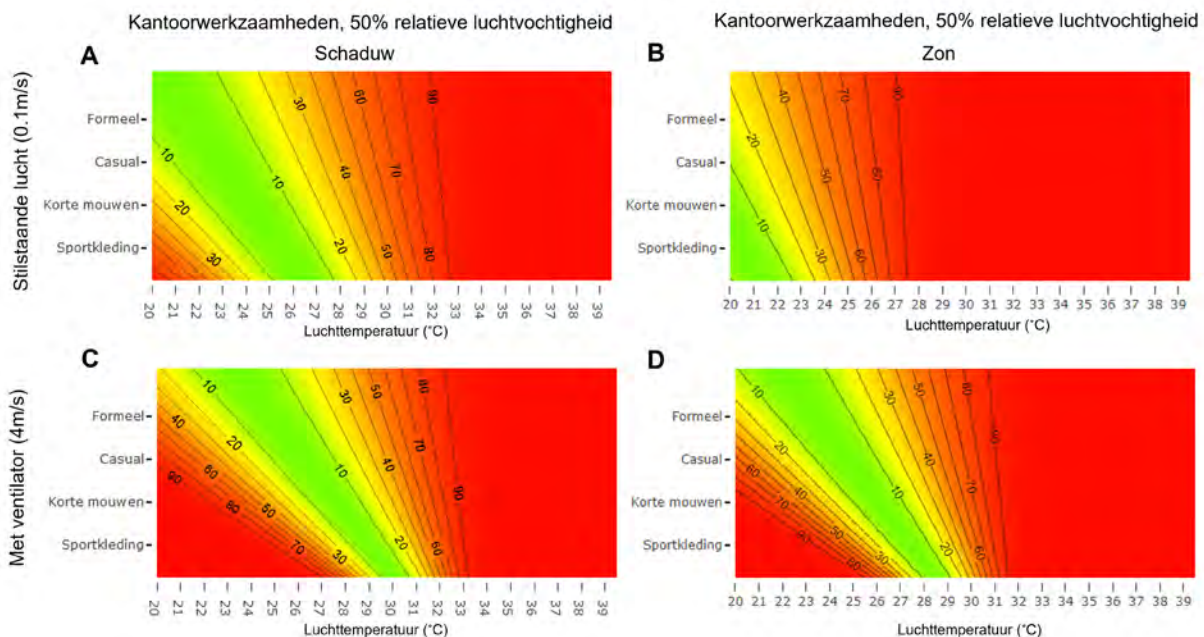 Kantoorwerkzaamheden, 50% relatieve luchtvochtigheid
Schaduw
A
Stilstaande lucht (0.1m/s)
Formeel
Casual
Korte mouwen
Sportkleding
10
20
30
10
20
30
40
50
60
70
80
90
20 21 22 23 24 25 26 27 28 29 30 31 32 33 34 35 36 37 38 39
Luchttemperatuur (°C)
Kantoorwerkzaamheden, 50% relatieve luchtvochtigheid
Zon
B
Formeel
Casual
Korte mouwen
Sportkleding
10
20
30
40
50
60
60
70
80
90
20 21 22 23 24 25 26 27 28 29 30 31 32 33 34 35 36 37 38 39
Luchttemperatuur (°C)
C
Met ventilator (4m/s)
Formeel
Casual
Korte mouwen
Sportkleding
10
20
30
40
50
60
70
80
90
10
20
30
40
50
60
70
80
90
20 21 22 23 24 25 26 27 28 29 30 31 32 33 34 35 36 37 38 39
Luchttemperatuur (°C)
D
Formeel
Casual
Korte mouwen
Sportkleding
10
20
30
40
50
60
70
90
10
20
30
40
50
60
70
80
90
20 21 22 23 24 25 26 27 28 29 30 31 32 33 34 35 36 37 38 39
Luchttemperatuur (°C)